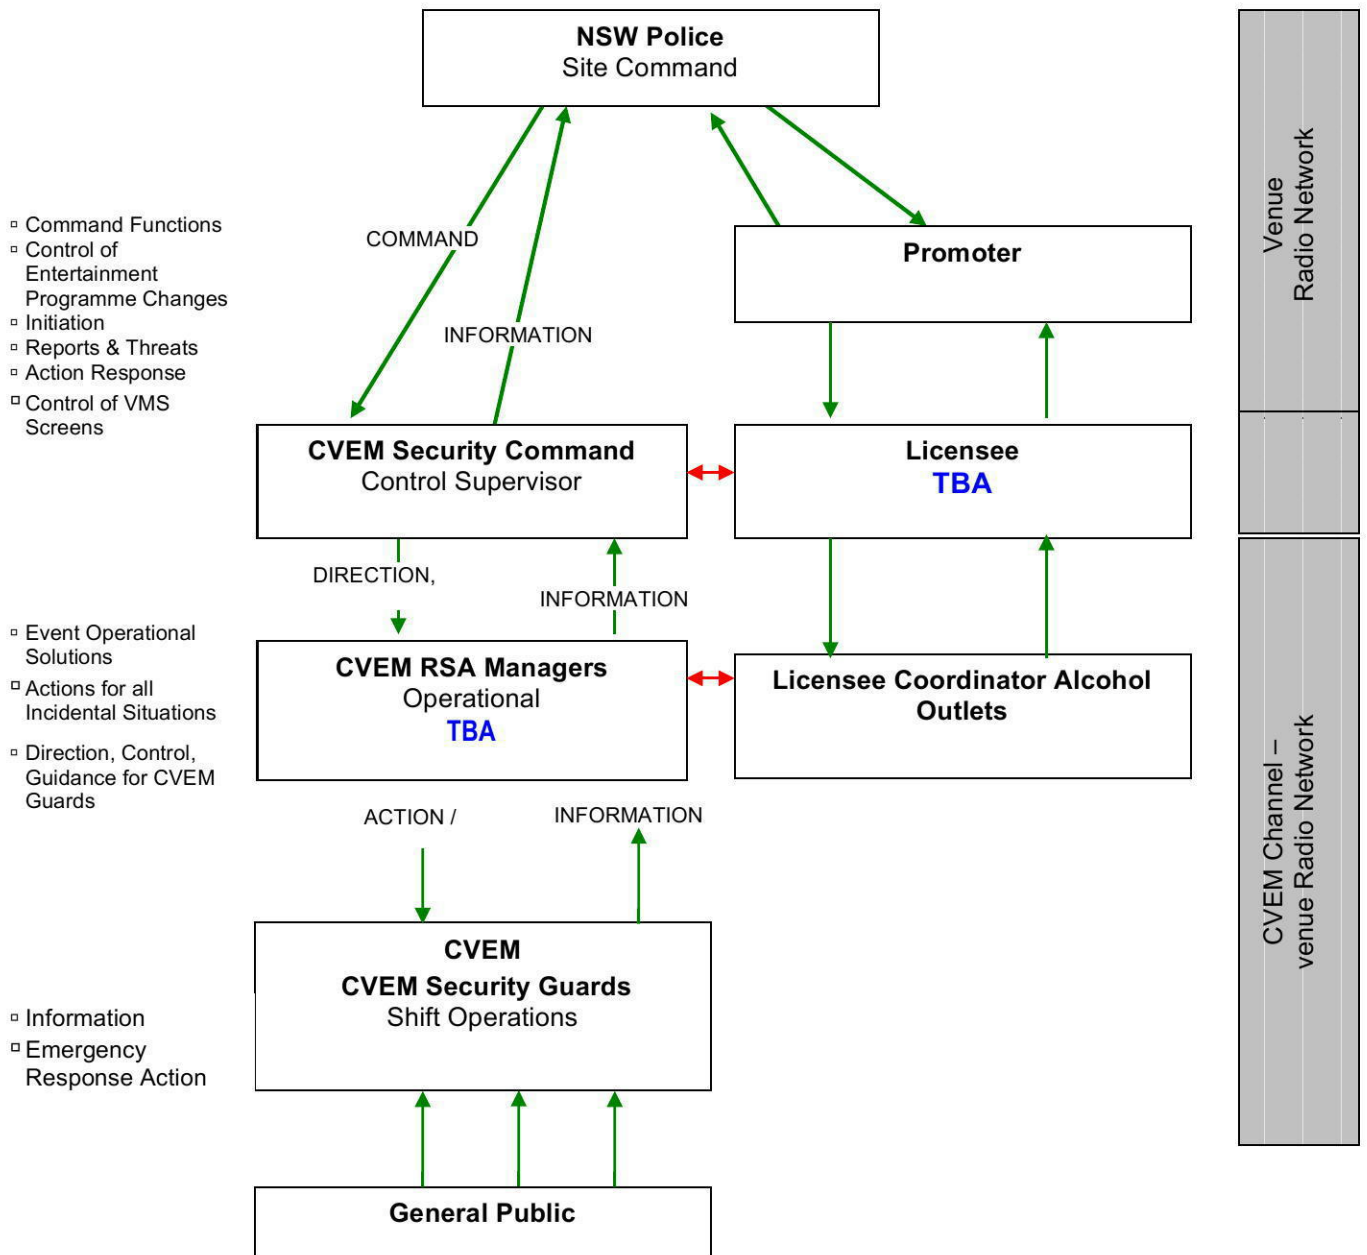 NSW Police
Site Command
Venue
Radio Network
▫ Command Functions
▫ Control of
Entertainment
Programme Changes
▫ Initiation
▫ Reports & Threats
▫ Action Response
▫ Control of VMS
Screens
COMMAND
INFORMATION
Promoter
CVEM Security Command
Control Supervisor
Licensee
TBA
DIRECTION,
INFORMATION
▫ Event Operational
Solutions
▫ Actions for all
Incidental Situations
▫ Direction, Control,
Guidance for CVEM
Guards
CVEM RSA Managers
Operational
TBA
Licensee Coordinator Alcohol
Outlets
CVEM Channel –
venue Radio Network
ACTION /
INFORMATION
CVEM
CVEM Security Guards
Shift Operations
▫ Information
▫ Emergency
Response Action
General Public